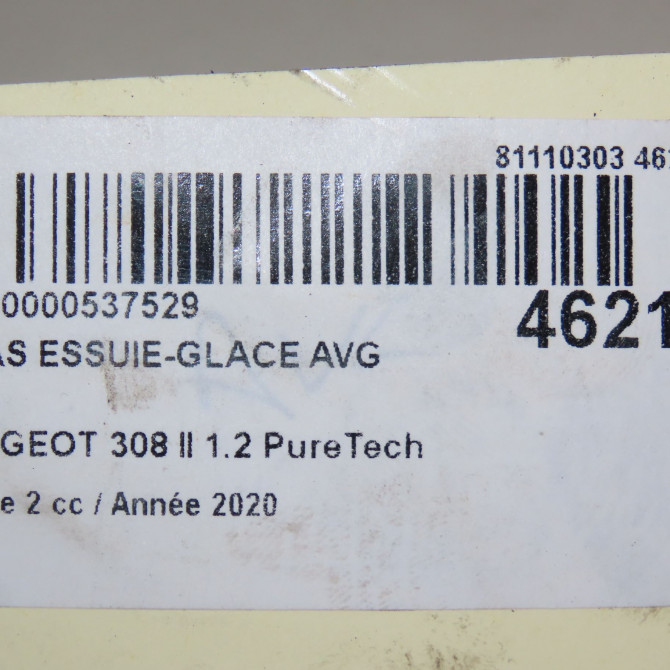 81110303 46
0000537529
4621
AS ESSUIE-GLACE AVG
GEOT 308 II 1.2 PureTech
e 2 cc / Année 2020